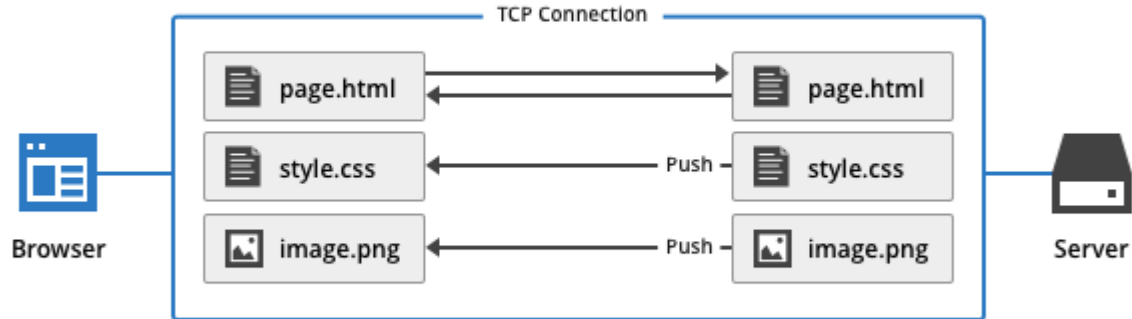 TCP Connection
page.html page.html
style.css Push style.css
image.png Push image.png
Browser Server